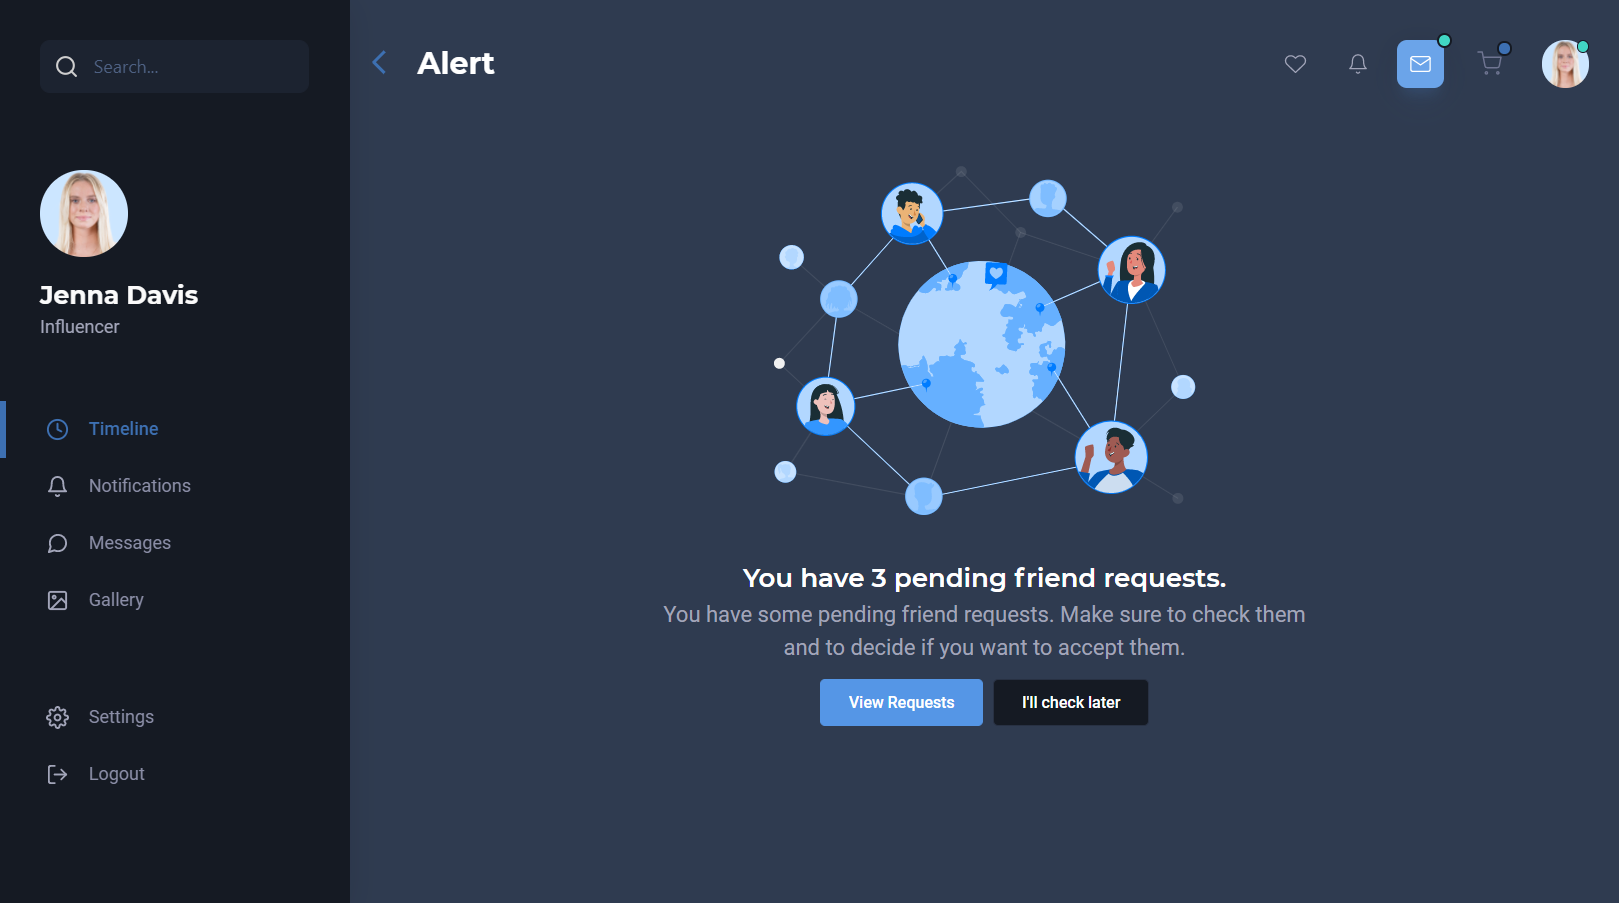 Search...
Alert
Jenna Davis
Influencer
Timeline
Notifications
Messages
Gallery
Settings
Logout
You have 3 pending friend requests.
You have some pending friend requests. Make sure to check them
and to decide if you want to accept them.
View Requests
I'll check later